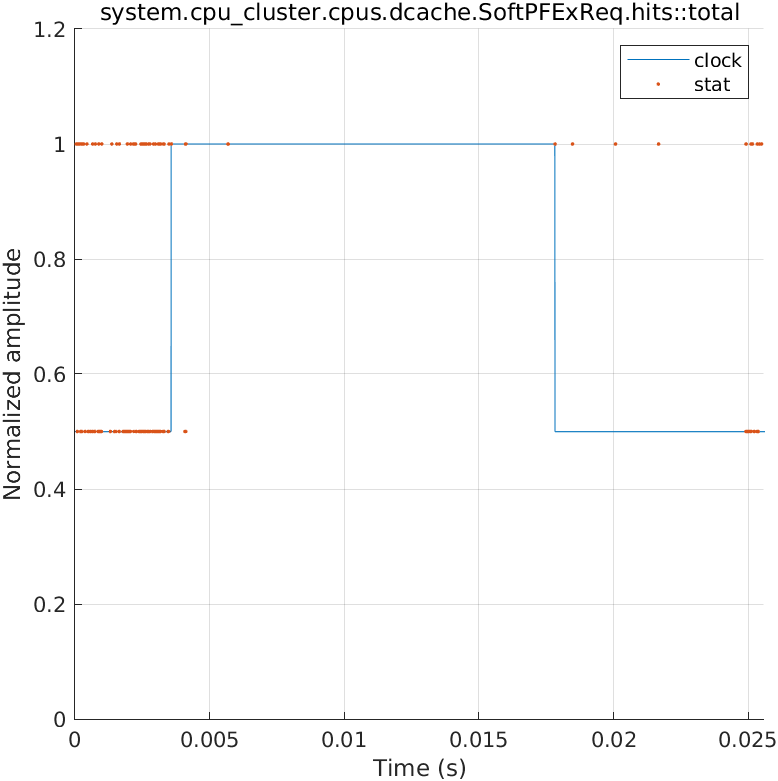 system.cpu_cluster.cpus.dcache.SoftPFExReq.hits::total
1.2
clock
stat
1
0.8
0.6
0.4
0.2
0
Normalized amplitude
0 0.005 0.01 0.015 0.02 0.025
Time (s)